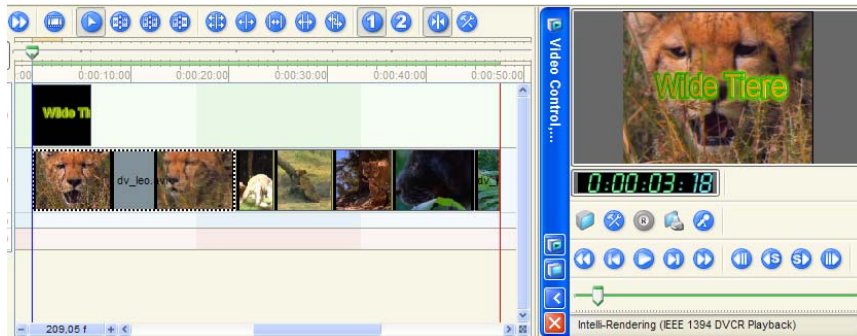 1 2
:00 0:00:10:00 0:00:20:00 0:00:30:00 0:00:40:00 0:00:50:00
Wilde Ti
dv_leo.av
dv_
209,05 f
Video Control,...
Wilde Tiere
0:00:03:18
R
S S
Intelli-Rendering (IEEE 1394 DVCR Playback)